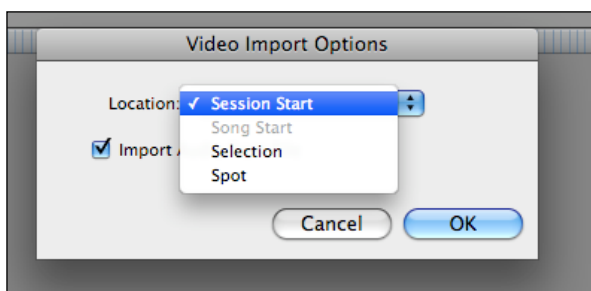 Video Import Options
Location: ✓ Session Start
Song Start
Import
Selection
Spot
Cancel
OK